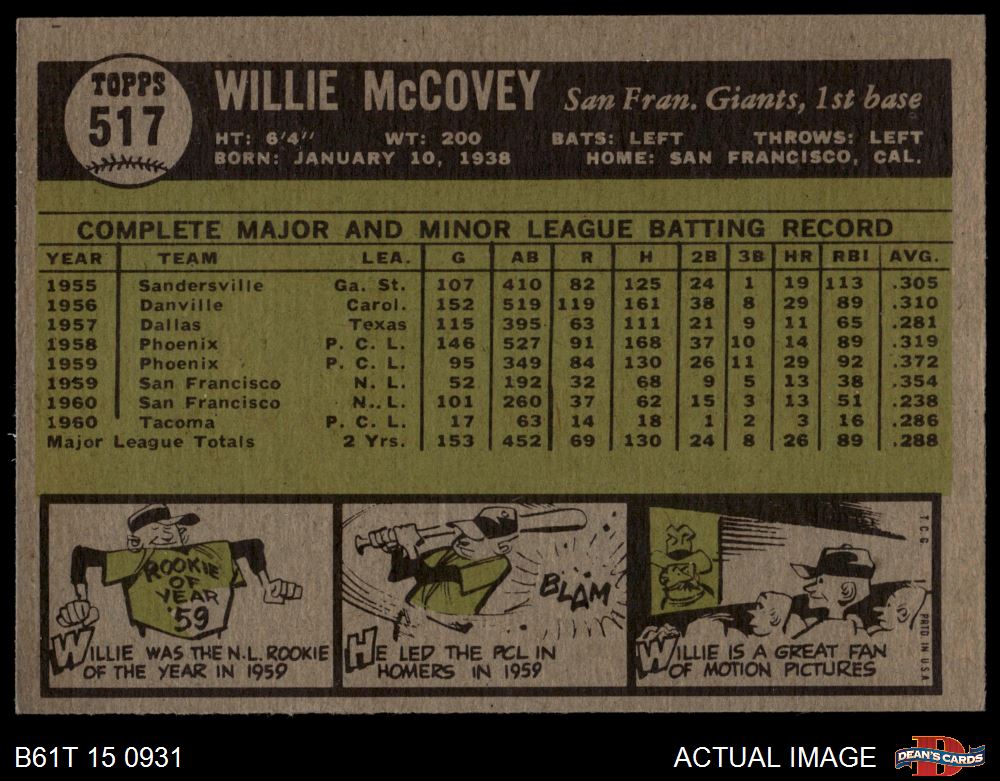 TOPPS
517
WILLIE McCOVEY San Fran. Giants, 1st base
HT: 6'4" WT: 200 BATS: LEFT THROWS: LEFT
BORN: JANUARY 10, 1938 HOME: SAN FRANCISCO, CAL.
COMPLETE MAJOR AND MINOR LEAGUE BATTING RECORD
YEAR TEAM LEA. G AB R H 2B 3B HR RBI AVG.
1955 Sandersville Ga. St. 107 410 82 125 24 1 19 113 .305
1956 Danville Carol. 152 519 119 161 38 8 29 89 .310
1957 Dallas Texas 115 395 63 111 21 9 11 65 .281
1958 Phoenix P. C. L. 146 527 91 168 37 10 14 89 .319
1959 Phoenix P. C. L. 95 349 84 130 26 11 29 92 .372
1959 San Francisco N. L. 52 192 32 68 9 5 13 38 .354
1960 San Francisco N. L. 101 260 37 62 15 3 13 51 .238
1960 Tacoma P. C. L. 17 63 14 18 1 2 3 16 .286
Major League Totals 2 Yrs. 153 452 69 130 24 8 26 89 .288
ROOKIE
OF
YEAR
'59
WILLIE WAS THE N.L. ROOKIE
OF THE YEAR IN 1959
BLAM
HE LED THE PCL IN
HOMERS IN 1959
WILLIE IS A GREAT FAN
OF MOTION PICTURES
T.C.G. PRTD IN U.S.A.
B61T 15 0931 ACTUAL IMAGE
D
DEAN'S CARDS